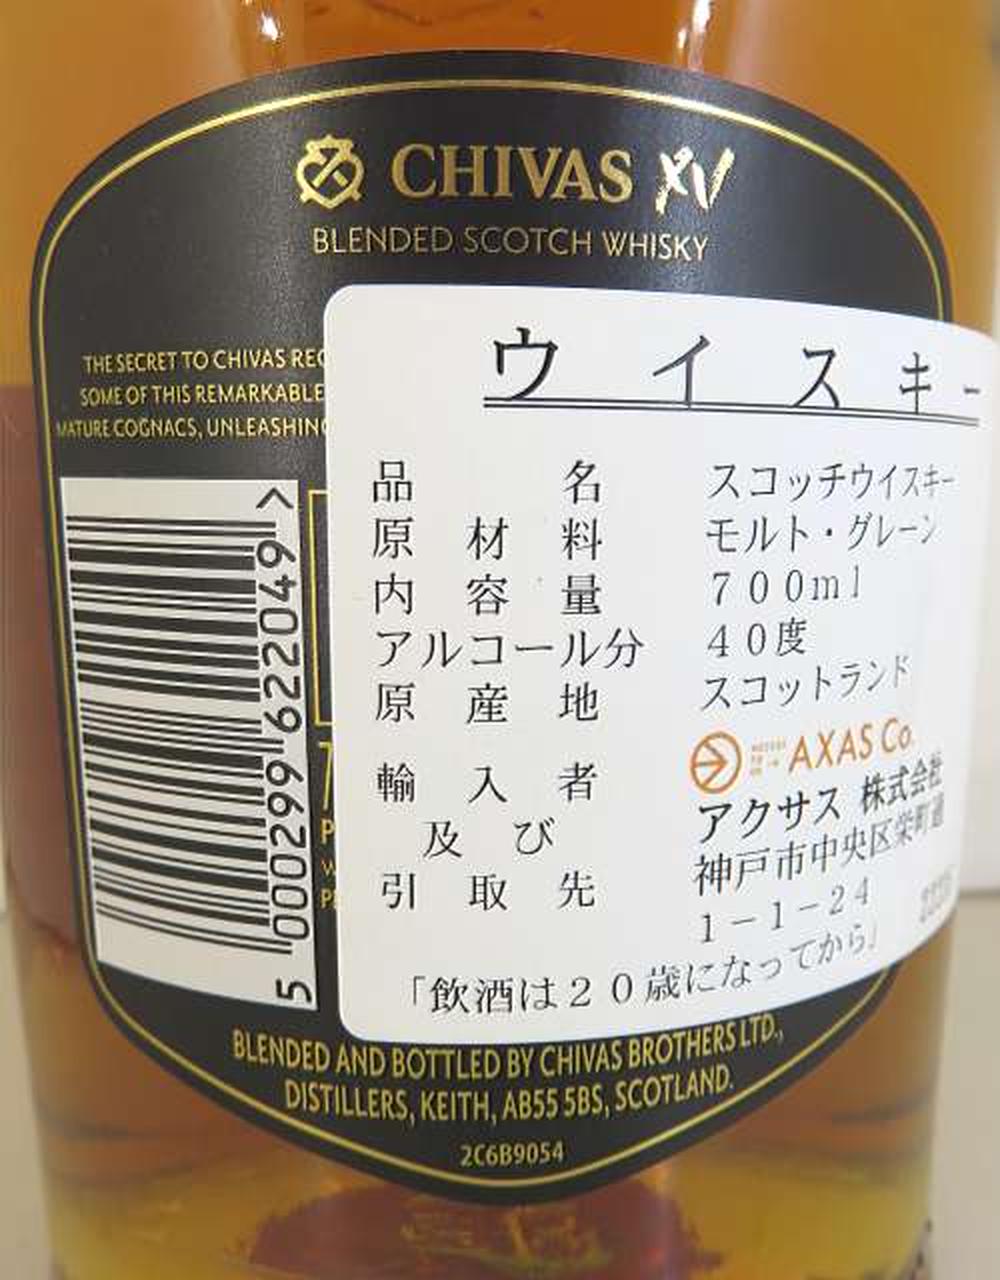 CHIVAS XV
BLENDED SCOTCH WHISKY
THE SECRET TO CHIVAS
SOME OF THIS REMARKABLE
MATURE COGNACS,
ウイスキー
品名 スコッチウイスキー
原材料 モルト・グレーン
内容量 700ml
アルコール分 40度
原産地 スコットランド
AXAS Co.
輸入者 アクサス 株式会社
及び 神戸市中央区栄町通
引取先 1-1-24
「飲酒は20歳になってから」
5 000299 622049 >
BLENDED AND BOTTLED BY CHIVAS BROTHERS LTD.,
DISTILLERS, KEITH, AB55 5BS, SCOTLAND.
2C6B9054